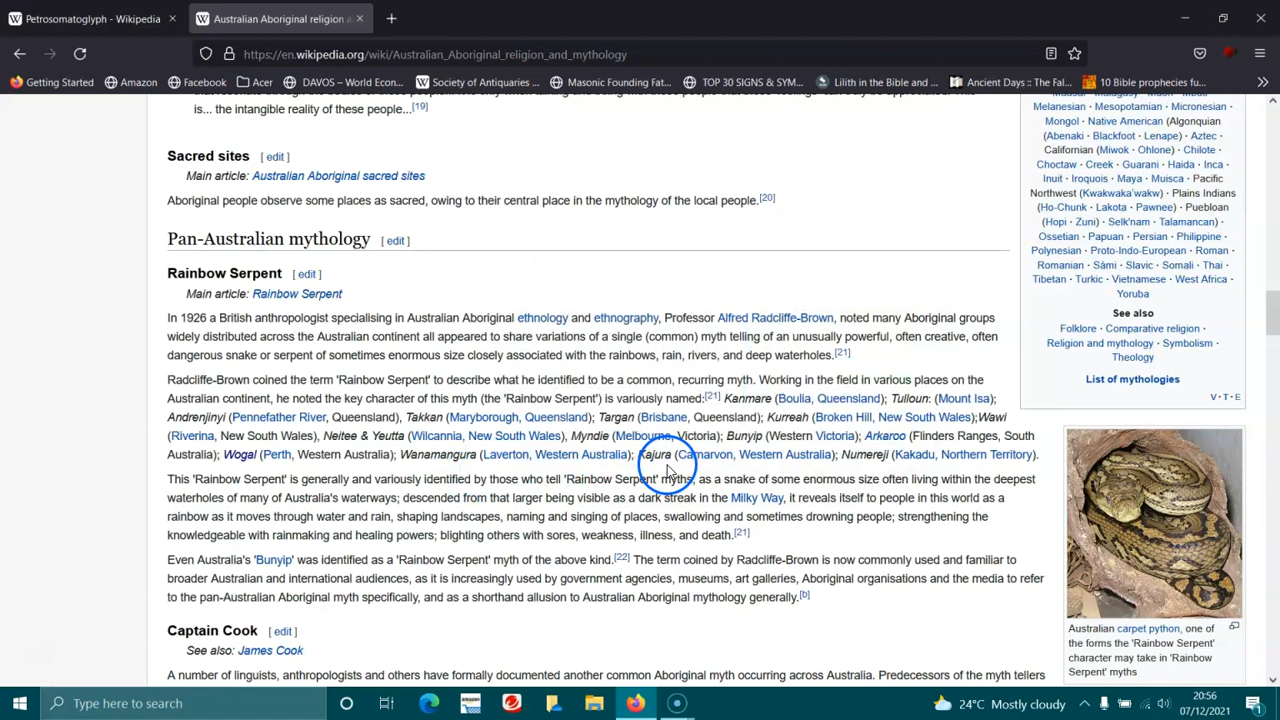 Petrosomatoglyph - Wikipedia
Australian Aboriginal religion a
https://en.wikipedia.org/wiki/Australian_Aboriginal_religion_and_mythology
Getting Started
Amazon
Facebook
Acer
DAVOS – World Econ...
Society of Antiquaries ...
Masonic Founding Fat...
TOP 30 SIGNS & SYM...
Lilith in the Bible and ...
Ancient Days :: The Fal...
10 Bible prophecies fu...
is... the intangible reality of these people...[19]
Sacred sites [ edit ]
Main article: Australian Aboriginal sacred sites
Aboriginal people observe some places as sacred, owing to their central place in the mythology of the local people.[20]
Pan-Australian mythology [ edit ]
Rainbow Serpent [ edit ]
Main article: Rainbow Serpent
In 1926 a British anthropologist specialising in Australian Aboriginal ethnology and ethnography, Professor Alfred Radcliffe-Brown, noted many Aboriginal groups
widely distributed across the Australian continent all appeared to share variations of a single (common) myth telling of an unusually powerful, often creative, often
dangerous snake or serpent of sometimes enormous size closely associated with the rainbows, rain, rivers, and deep waterholes.[21]
Radcliffe-Brown coined the term 'Rainbow Serpent' to describe what he identified to be a common, recurring myth. Working in the field in various places on the
Australian continent, he noted the key character of this myth (the 'Rainbow Serpent') is variously named:[21] Kanmare (Boulia, Queensland); Tulloun: (Mount Isa);
Andrenjinyi (Pennefather River, Queensland), Takkan (Maryborough, Queensland); Targan (Brisbane, Queensland); Kurreah (Broken Hill, New South Wales);Wawi
(Riverina, New South Wales), Neitee & Yeutta (Wilcannia, New South Wales), Myndie (Melbourne, Victoria); Bunyip (Western Victoria); Arkaroo (Flinders Ranges, South
Australia); Wogal (Perth, Western Australia); Wanamangura (Laverton, Western Australia); Kajura (Carnarvon, Western Australia); Numereji (Kakadu, Northern Territory).
This 'Rainbow Serpent' is generally and variously identified by those who tell 'Rainbow Serpent' myths, as a snake of some enormous size often living within the deepest
waterholes of many of Australia's waterways; descended from that larger being visible as a dark streak in the Milky Way, it reveals itself to people in this world as a
rainbow as it moves through water and rain, shaping landscapes, naming and singing of places, swallowing and sometimes drowning people; strengthening the
knowledgeable with rainmaking and healing powers; blighting others with sores, weakness, illness, and death.[21]
Even Australia's 'Bunyip' was identified as a 'Rainbow Serpent' myth of the above kind.[22] The term coined by Radcliffe-Brown is now commonly used and familiar to
broader Australian and international audiences, as it is increasingly used by government agencies, museums, art galleries, Aboriginal organisations and the media to refer
to the pan-Australian Aboriginal myth specifically, and as a shorthand allusion to Australian Aboriginal mythology generally.[b]
Captain Cook [ edit ]
See also: James Cook
A number of linguists, anthropologists and others have formally documented another common Aboriginal myth occurring across Australia. Predecessors of the myth tellers
Melanesian · Mesopotamian · Micronesian ·
Mongol · Native American (Algonquian
(Abenaki · Blackfoot · Lenape) · Aztec ·
Californian (Miwok · Ohlone) · Chilote ·
Choctaw · Creek · Guarani · Haida · Inca ·
Inuit · Iroquois · Maya · Muisca · Pacific
Northwest (Kwakwaka'wakw) · Plains Indians
(Ho-Chunk · Lakota · Pawnee) · Puebloan
(Hopi · Zuni) · Selk'nam · Talamancan) ·
Ossetian · Papuan · Persian · Philippine ·
Polynesian · Proto-Indo-European · Roman ·
Romanian · Sámi · Slavic · Somali · Thai ·
Tibetan · Turkic · Vietnamese · West Africa ·
Yoruba
See also
Folklore · Comparative religion ·
Religion and mythology · Symbolism ·
Theology
List of mythologies
V · T · E
Australian carpet python, one of
the forms the 'Rainbow Serpent'
character may take in 'Rainbow
Serpent' myths
Type here to search
24°C Mostly cloudy
20:56
07/12/2021